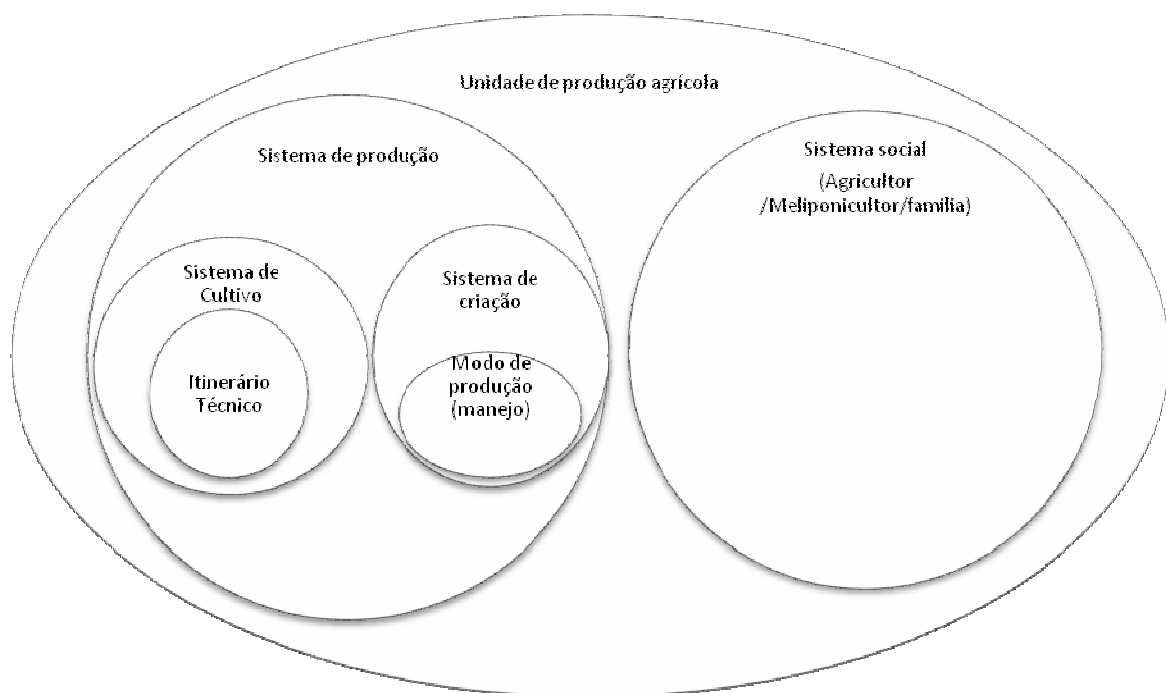 Unidade de produção agrícola
Sistema de produção
Sistema social
(Agricultor
/Meliponicultor/família)
Sistema de
Cultivo
Sistema de
criação
Itinerário
Técnico
Modo de
produção
(manejo)